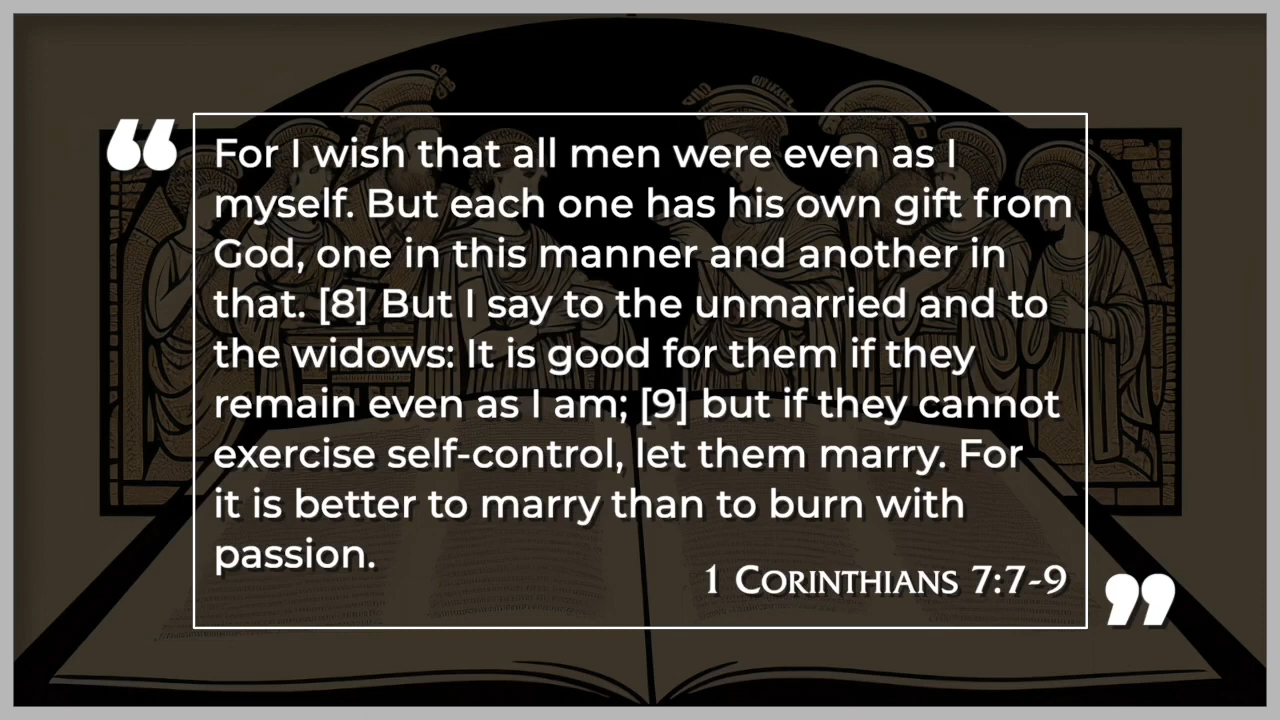 “
For I wish that all men were even as I
myself. But each one has his own gift from
God, one in this manner and another in
that. [8] But I say to the unmarried and to
the widows: It is good for them if they
remain even as I am; [9] but if they cannot
exercise self-control, let them marry. For
it is better to marry than to burn with
passion.
1 Corinthians 7:7-9
”